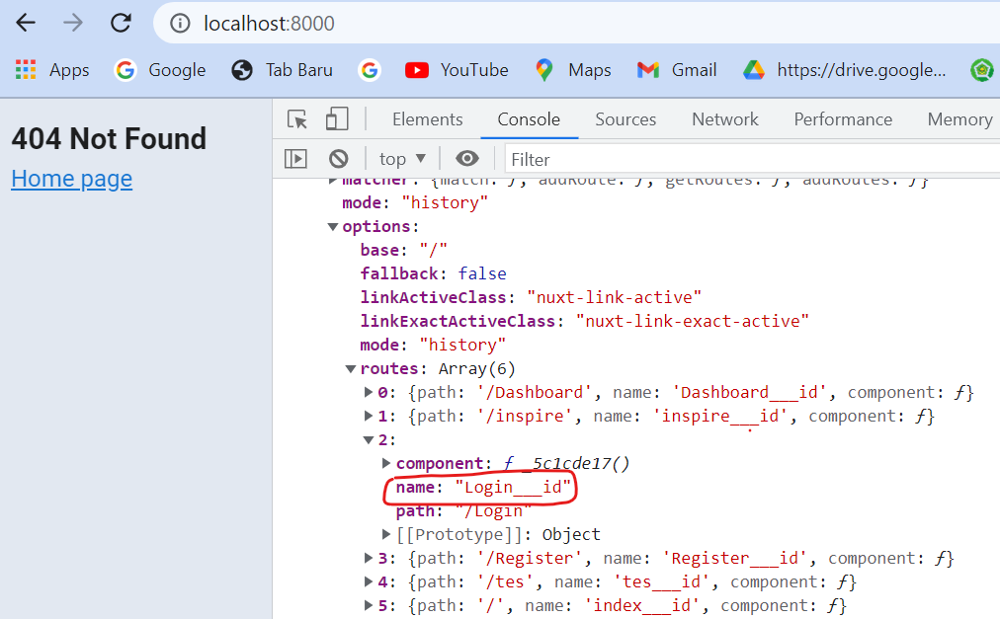 localhost:8000
Apps Google Tab Baru YouTube Maps Gmail https://drive.google...
404 Not Found
Home page
Elements Console Sources Network Performance Memory
top ▼ Filter
▶matcher: {match: ƒ, addRoute: ƒ, getRoutes: ƒ, addRoutes: ƒ}
mode: "history"
▼options:
base: "/"
fallback: false
linkActiveClass: "nuxt-link-active"
linkExactActiveClass: "nuxt-link-exact-active"
mode: "history"
▼routes: Array(6)
▶0: {path: '/Dashboard', name: 'Dashboard___id', component: ƒ}
▶1: {path: '/inspire', name: 'inspire___id', component: ƒ}
▼2:
▶component: ƒ _5c1cde17()
name: "Login___id"
path: "/Login"
▶[[Prototype]]: Object
▶3: {path: '/Register', name: 'Register___id', component: ƒ}
▶4: {path: '/tes', name: 'tes___id', component: ƒ}
▶5: {path: '/', name: 'index___id', component: ƒ}